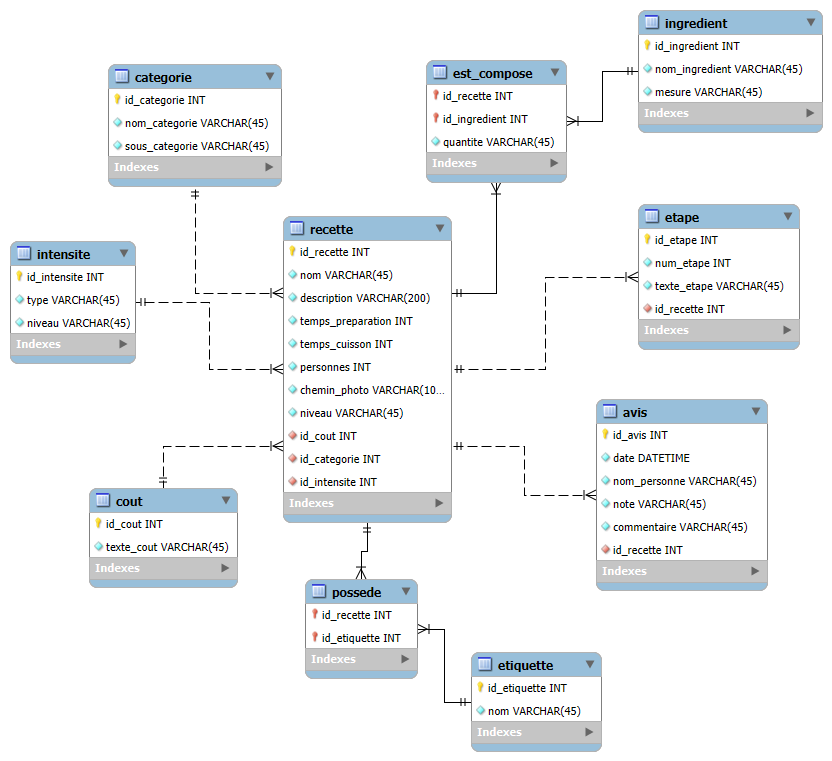 categorie
id_categorie INT
nom_categorie VARCHAR(45)
sous_categorie VARCHAR(45)
Indexes
est_compose
id_recette INT
id_ingredient INT
quantite VARCHAR(45)
Indexes
ingredient
id_ingredient INT
nom_ingredient VARCHAR(45)
mesure VARCHAR(45)
Indexes
intensite
id_intensite INT
type VARCHAR(45)
niveau VARCHAR(45)
Indexes
recette
id_recette INT
nom VARCHAR(45)
description VARCHAR(200)
temps_preparation INT
temps_cuisson INT
personnes INT
chemin_photo VARCHAR(10...
niveau VARCHAR(45)
id_cout INT
id_categorie INT
id_intensite INT
Indexes
etape
id_etape INT
num_etape INT
texte_etape VARCHAR(45)
id_recette INT
Indexes
avis
id_avis INT
date DATETIME
nom_personne VARCHAR(45)
note VARCHAR(45)
commentaire VARCHAR(45)
id_recette INT
Indexes
cout
id_cout INT
texte_cout VARCHAR(45)
Indexes
possede
id_recette INT
id_etiquette INT
Indexes
etiquette
id_etiquette INT
nom VARCHAR(45)
Indexes